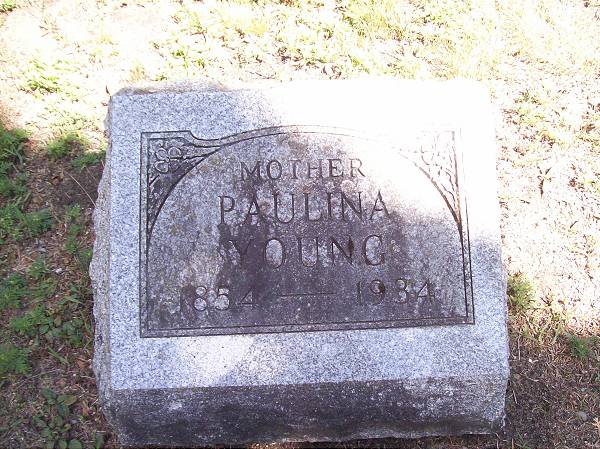 MOTHER
PAULINA
YOUNG
1854 — 1934